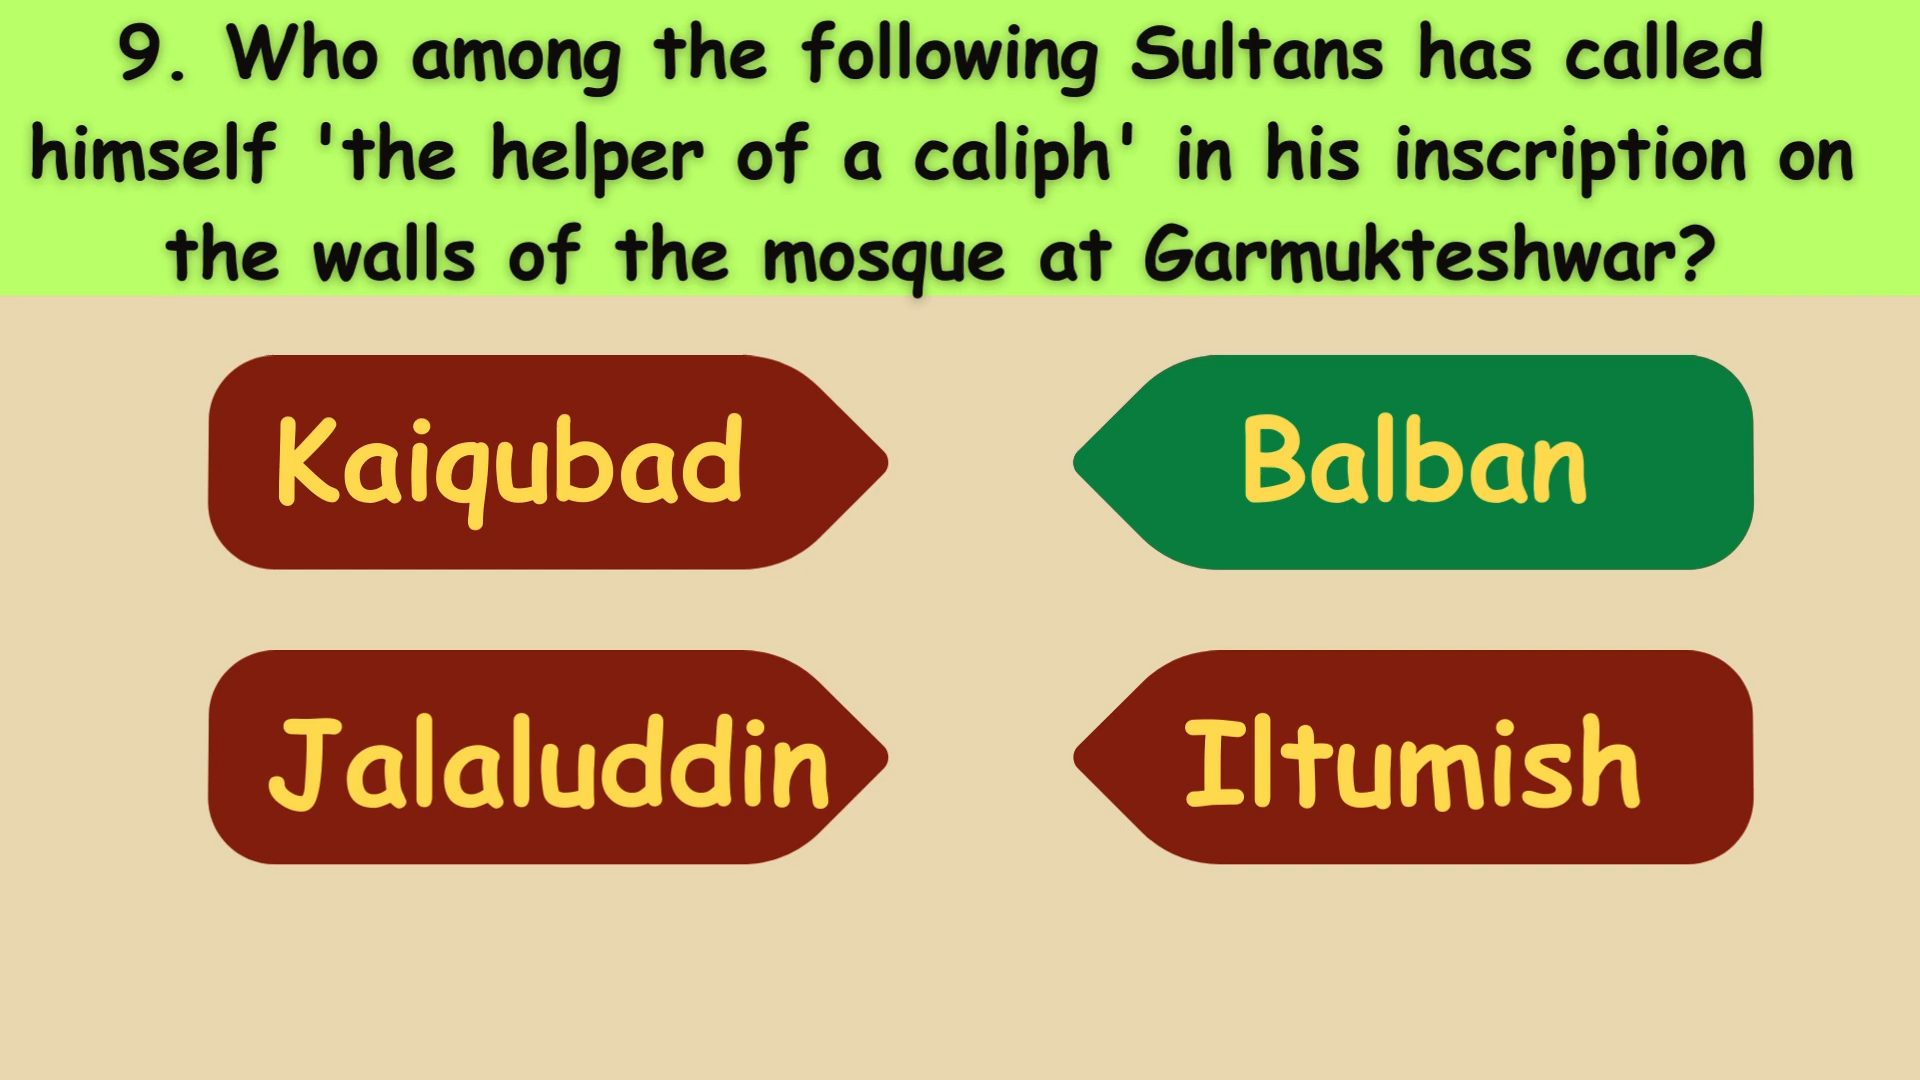 9. Who among the following Sultans has called
himself 'the helper of a caliph' in his inscription on
the walls of the mosque at Garmukteshwar?
Kaiqubad
Balban
Jalaluddin
Iltumish